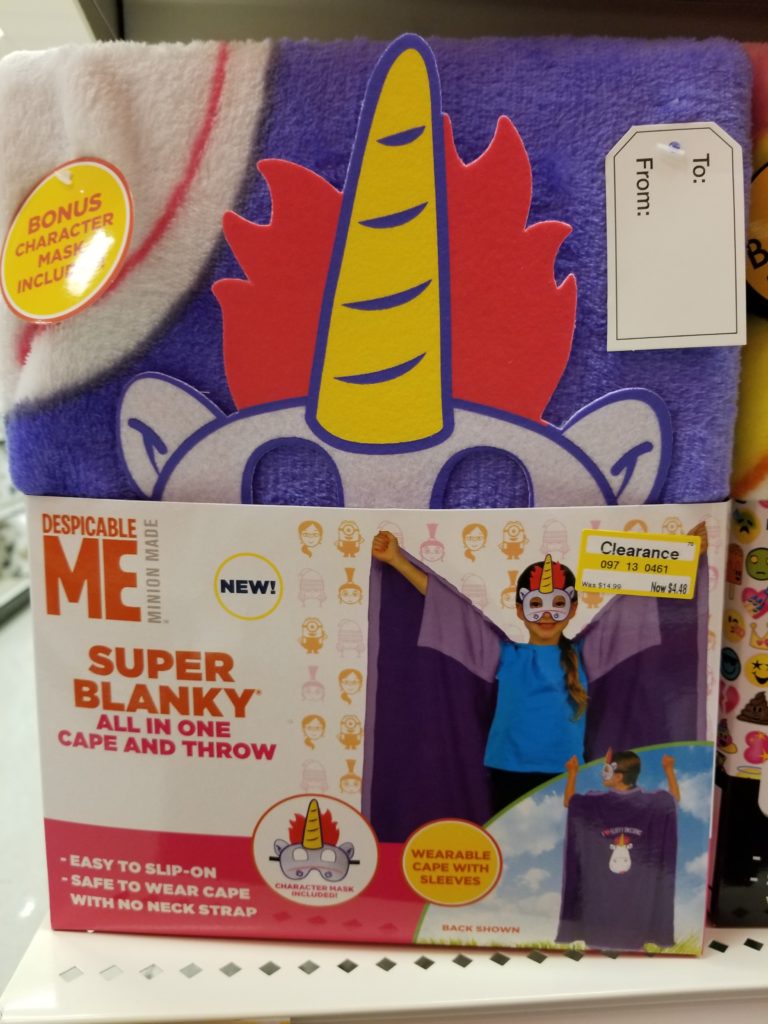 BONUS
CHARACTER
MASK
To:
From:
DESPICABLE
ME
MINION MADE
NEW!
Clearance
097 13 0461
Was $14.99 Now $4.48
SUPER
BLANKY
ALL IN ONE
CAPE AND THROW
- EASY TO SLIP-ON
- SAFE TO WEAR CAPE
WITH NO NECK STRAP
CHARACTER MASK
INCLUDED!
WEARABLE
CAPE WITH
SLEEVES
BACK SHOWN